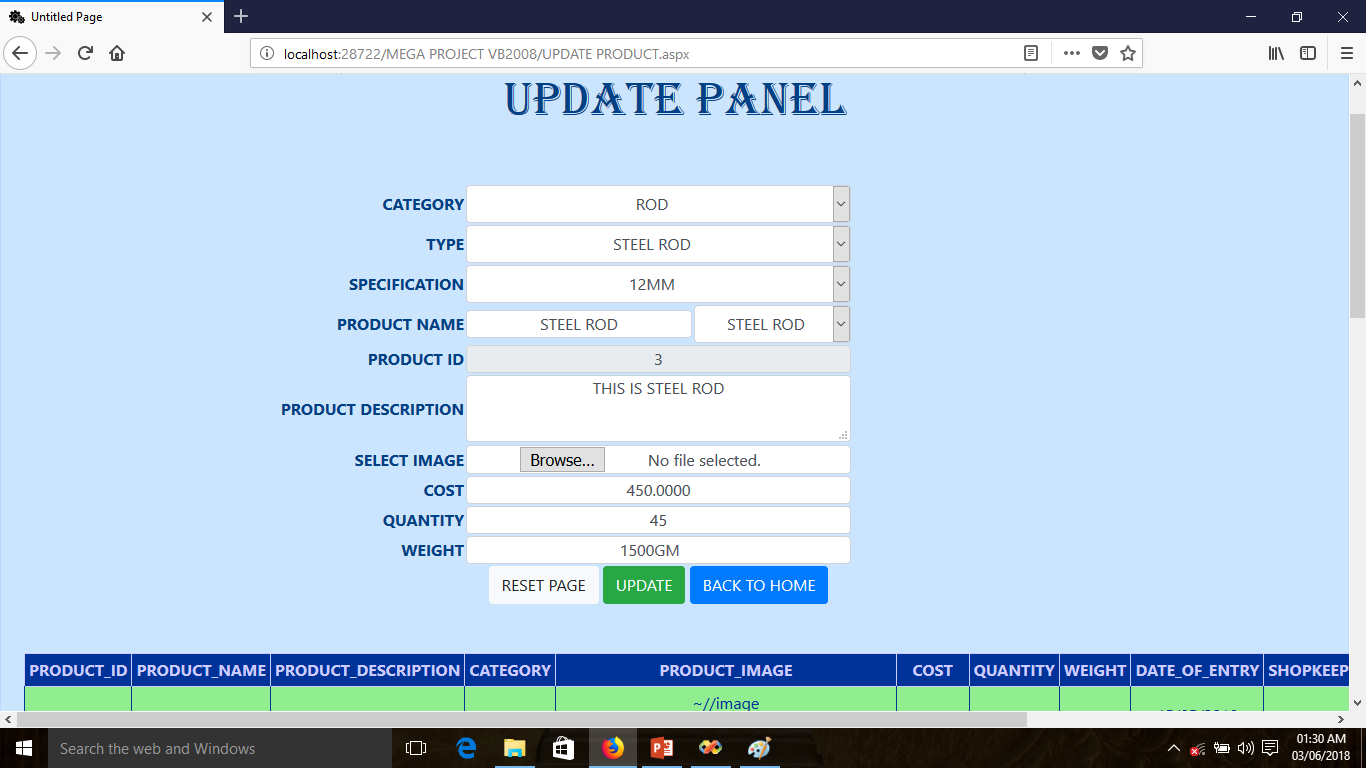 Untitled Page
localhost:28722/MEGA PROJECT VB2008/UPDATE PRODUCT.aspx
UPDATE PANEL
CATEGORY ROD
TYPE STEEL ROD
SPECIFICATION 12MM
PRODUCT NAME STEEL ROD STEEL ROD
PRODUCT ID 3
PRODUCT DESCRIPTION THIS IS STEEL ROD
SELECT IMAGE Browse... No file selected.
COST 450.0000
QUANTITY 45
WEIGHT 1500GM
RESET PAGE UPDATE BACK TO HOME
PRODUCT_ID PRODUCT_NAME PRODUCT_DESCRIPTION CATEGORY PRODUCT_IMAGE COST QUANTITY WEIGHT DATE_OF_ENTRY SHOPKEEP
~//image
Search the web and Windows
01:30 AM
03/06/2018